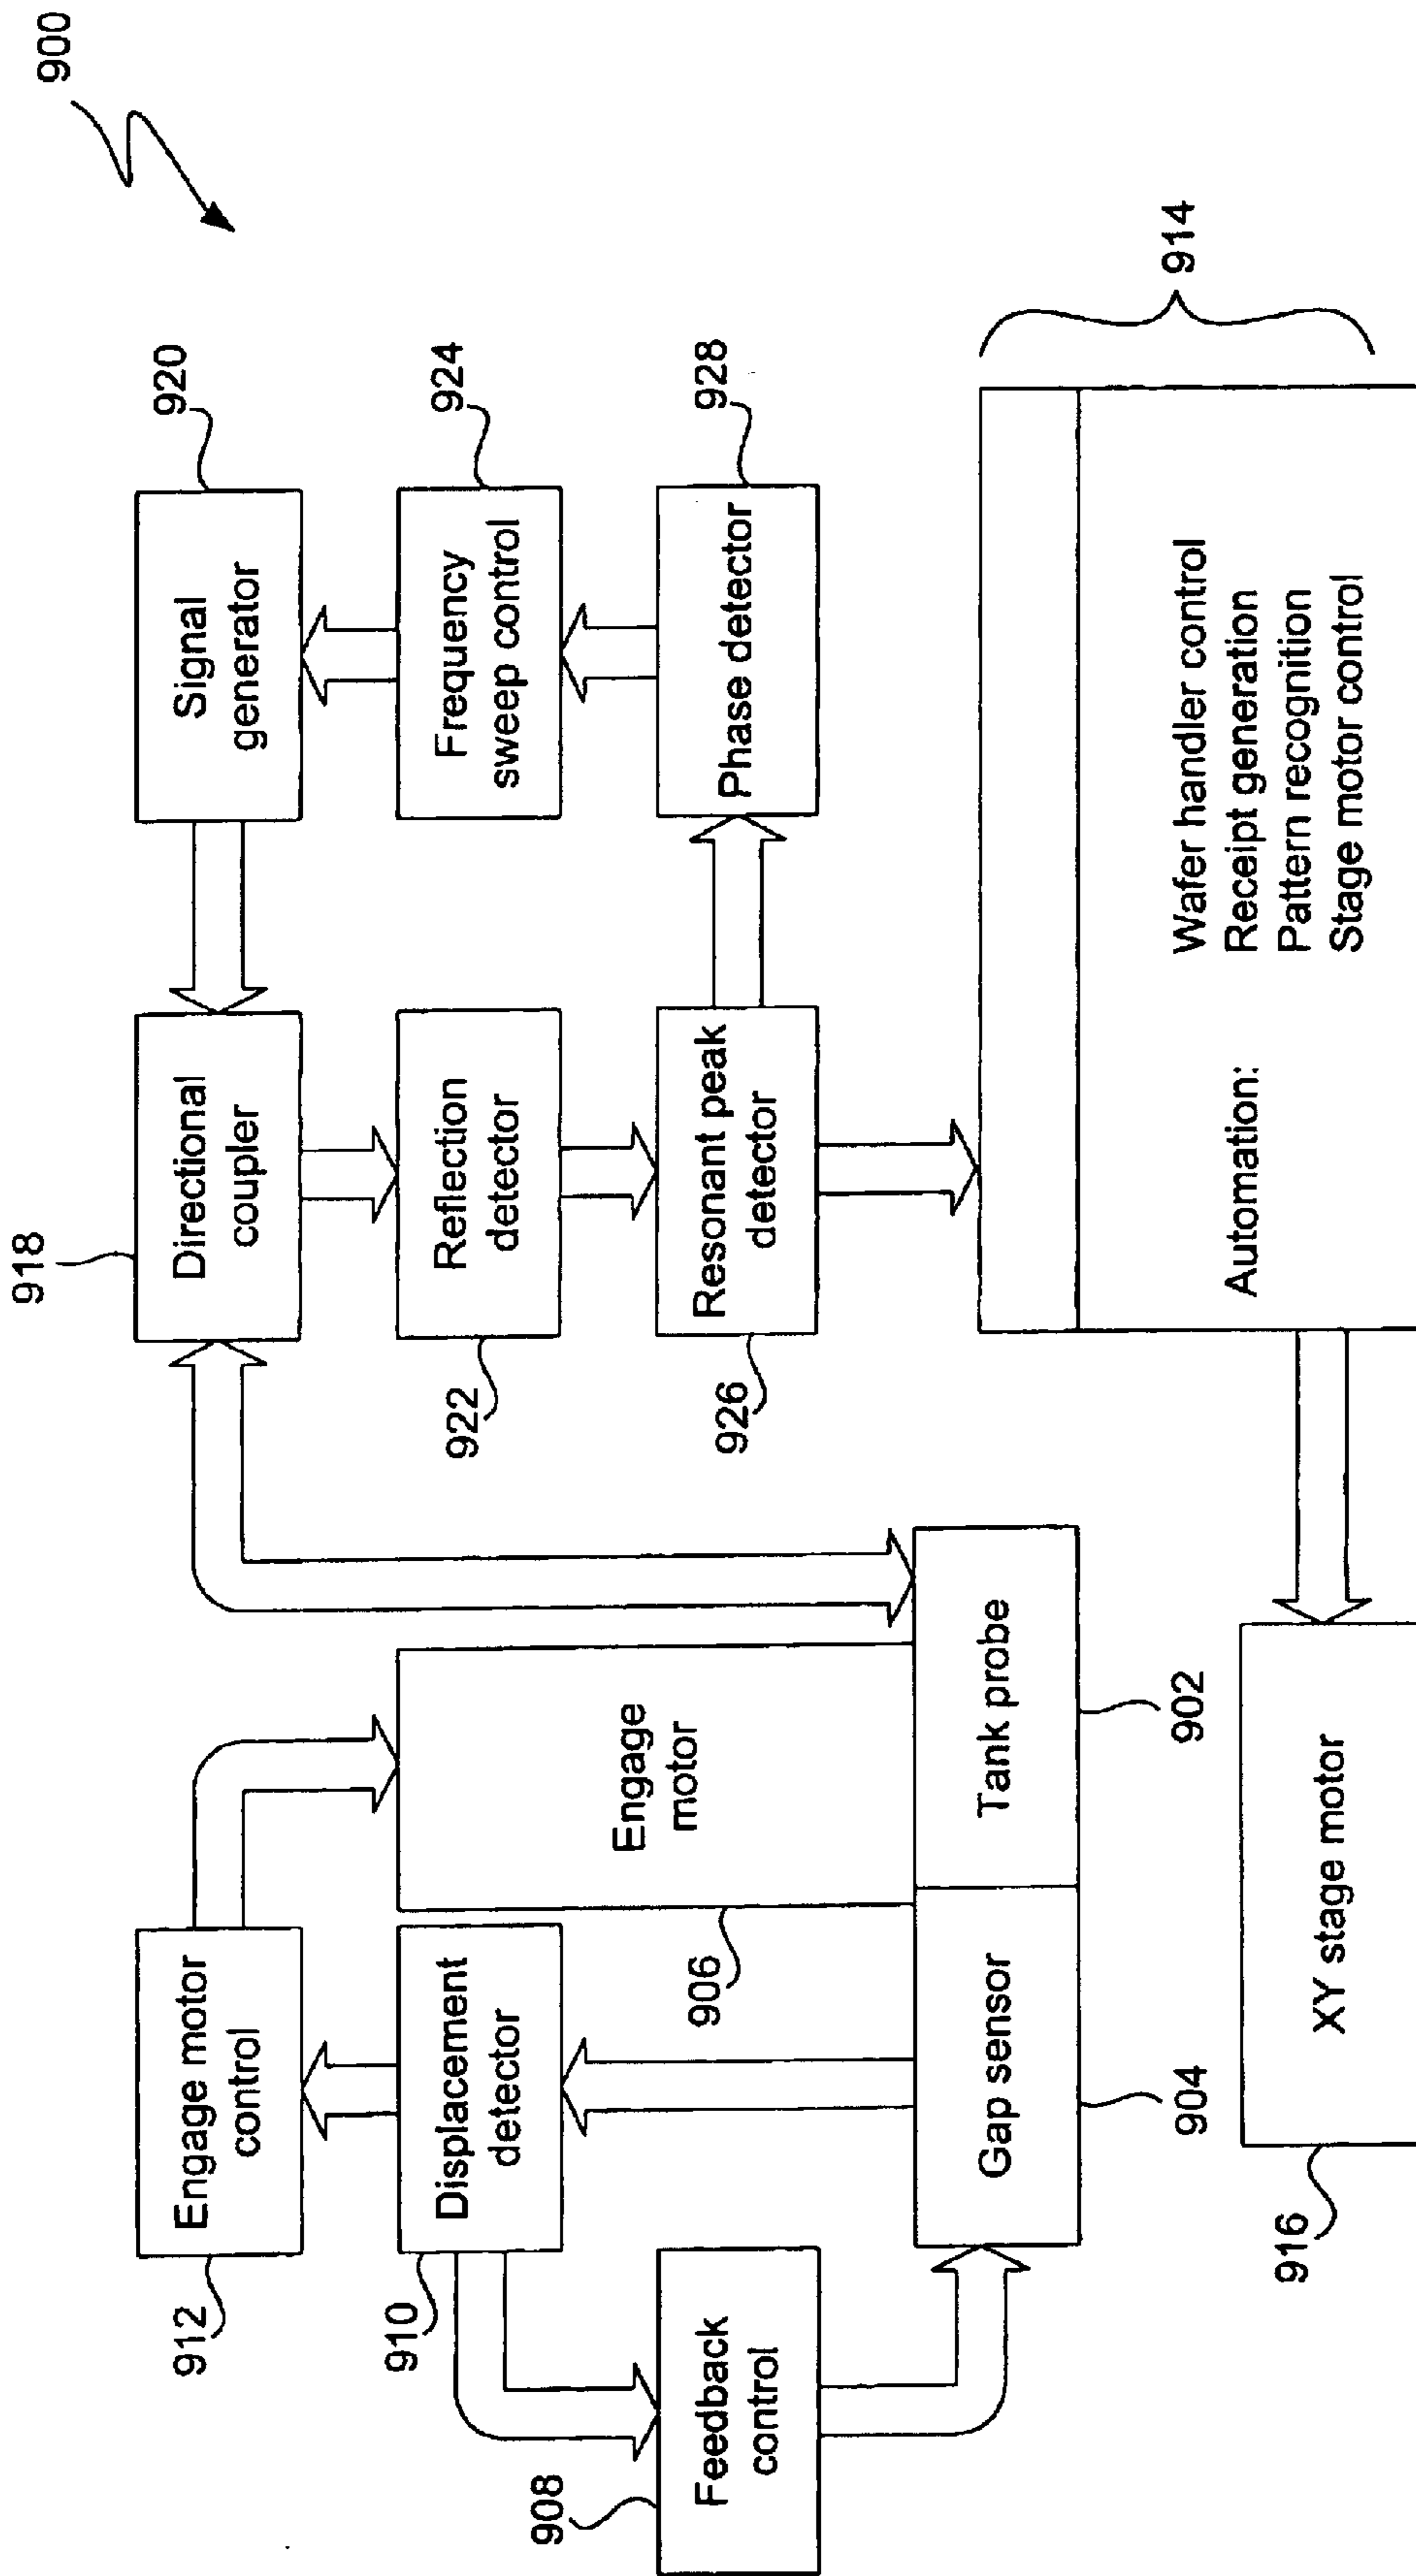 900
918
Directional
coupler
Signal
generator
920
912
Engage motor
control
922
Reflection
detector
Frequency
sweep control
924
910
Displacement
detector
Engage
motor
906
926
Resonant peak
detector
Phase detector
928
908
Feedback
control
Gap sensor
904
Tank probe
902
914
Automation:
Wafer handler control
Receipt generation
Pattern recognition
Stage motor control
916
XY stage motor